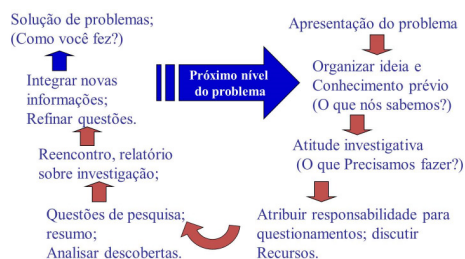 Solução de problemas;
(Como você fez?)
Integrar novas
informações;
Refinar questões.
Reencontro, relatório
sobre investigação;
Questões de pesquisa;
resumo;
Analisar descobertas.
Próximo nível
do problema
Apresentação do problema
Organizar ideia e
Conhecimento prévio
(O que nós sabemos?)
Atitude investigativa
(O que Precisamos fazer?)
Atribuir responsabilidade para
questionamentos; discutir
Recursos.